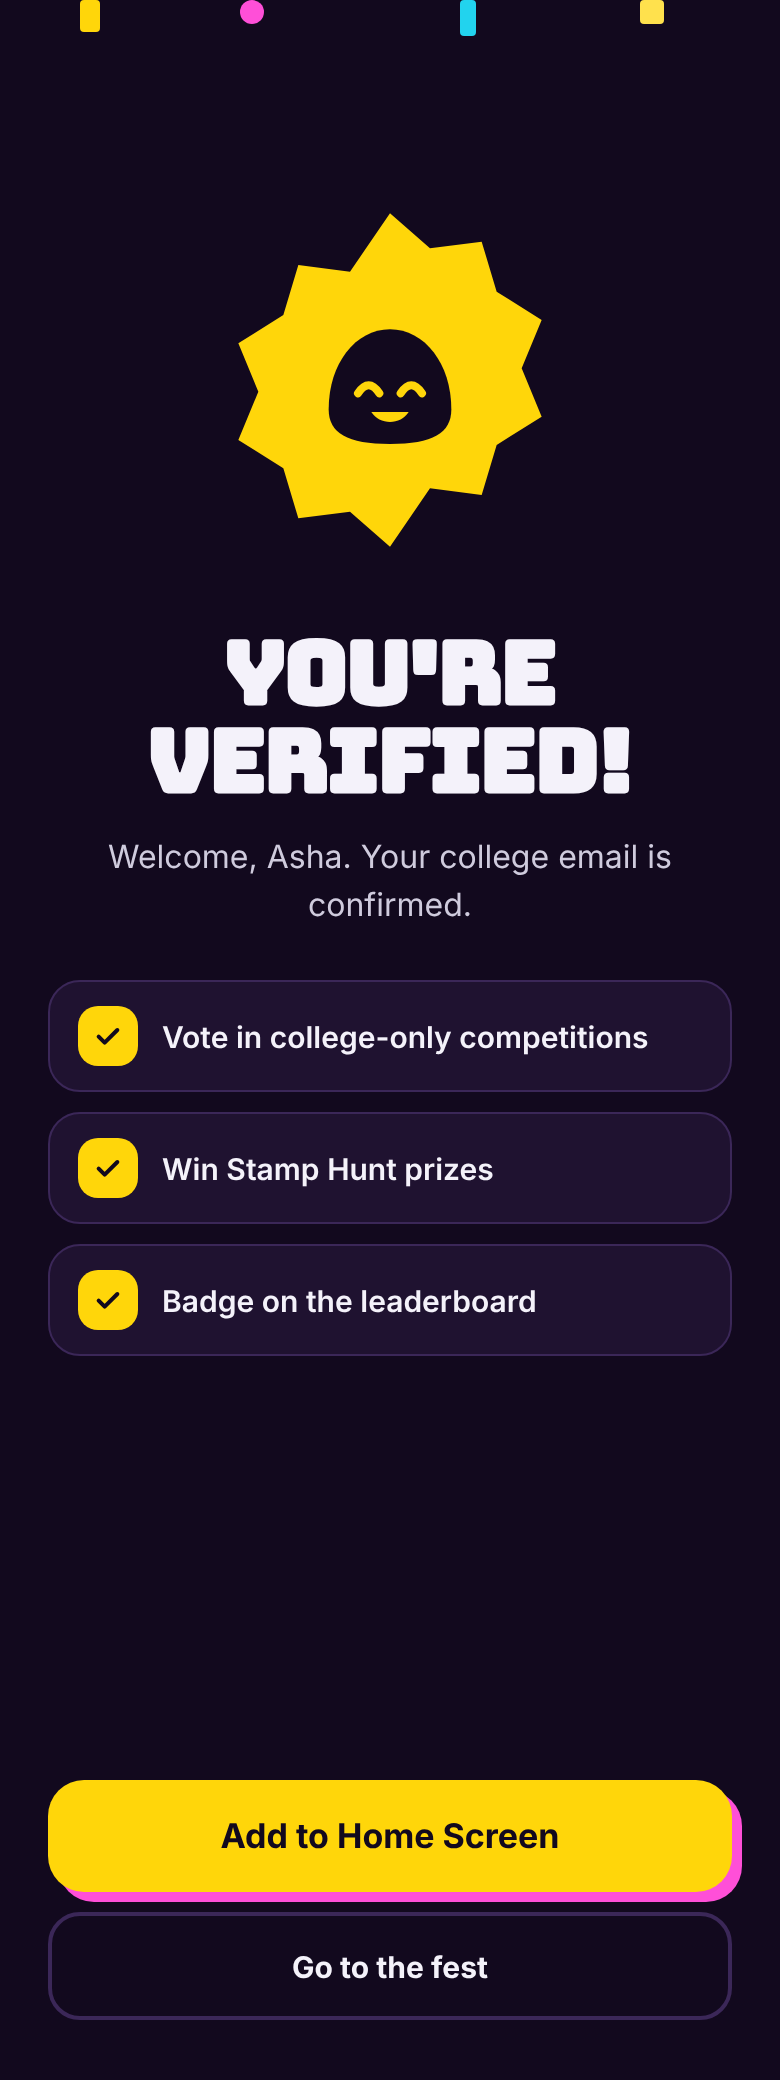 YOU'RE
VERIFIED!
Welcome, Asha. Your college email is
confirmed.
Vote in college-only competitions
Win Stamp Hunt prizes
Badge on the leaderboard
Add to Home Screen
Go to the fest